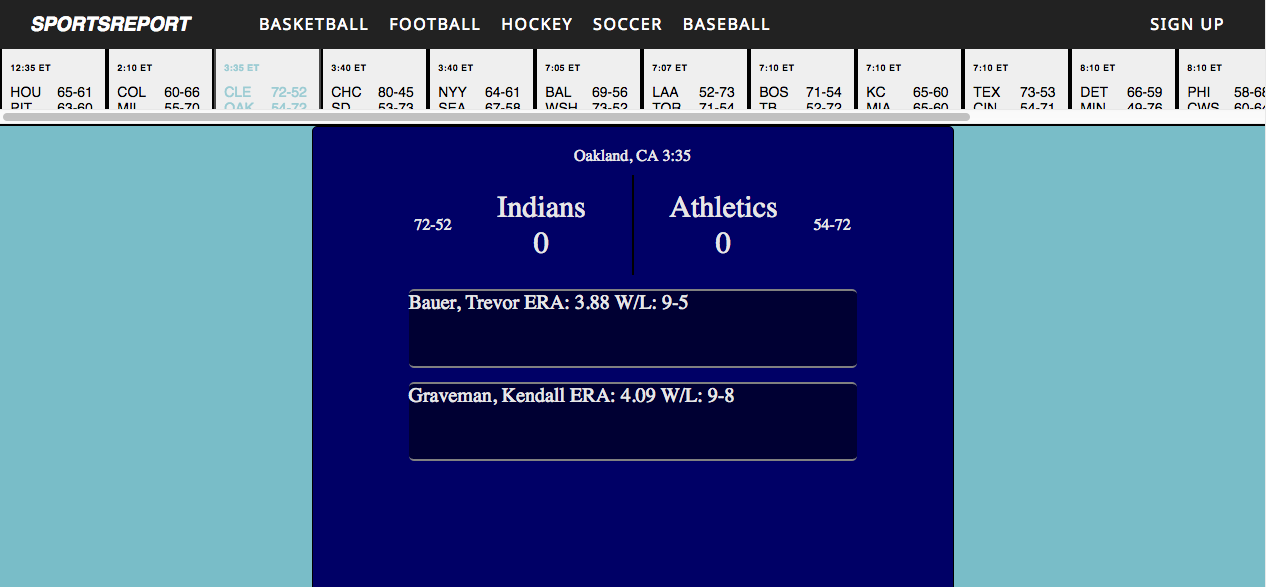 SPORTSREPORT BASKETBALL FOOTBALL HOCKEY SOCCER BASEBALL SIGN UP
12:35 ET 2:10 ET 3:35 ET 3:40 ET 3:40 ET 7:05 ET 7:07 ET 7:10 ET 7:10 ET 7:10 ET 8:10 ET 8:10 ET
HOU 65-61 COL 60-66 CLE 72-52 CHC 80-45 NYY 64-61 BAL 69-56 LAA 52-73 BOS 71-54 KC 65-60 TEX 73-53 DET 66-59 PHI 58-68
PIT 63-60 MIL 55-70 OAK 54-72 SD 53-73 SEA 67-58 WSH 73-52 TOR 71-54 TB 52-72 MIA 65-60 CIN 54-71 MIN 49-76 CWS 60-64
Oakland, CA 3:35
Indians Athletics
72-52 54-72
0 0
Bauer, Trevor ERA: 3.88 W/L: 9-5
Graveman, Kendall ERA: 4.09 W/L: 9-8